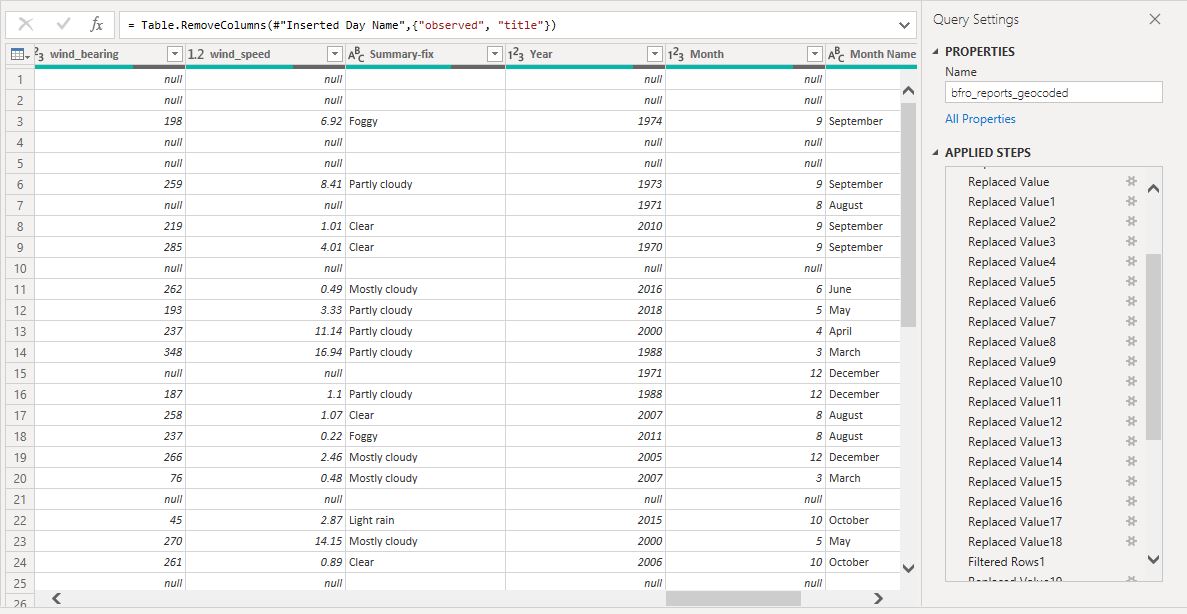 fx = Table.RemoveColumns(#"Inserted Day Name",{"observed", "title"})
Query Settings
23 wind_bearing 1.2 wind_speed ABC Summary-fix 123 Year 123 Month ABC Month Name
1 null null null null
2 null null null null
3 198 6.92 Foggy 1974 9 September
4 null null null null
5 null null null null
6 259 8.41 Partly cloudy 1973 9 September
7 null null 1971 8 August
8 219 1.01 Clear 2010 9 September
9 285 4.01 Clear 1970 9 September
10 null null null null
11 262 0.49 Mostly cloudy 2016 6 June
12 193 3.33 Partly cloudy 2018 5 May
13 237 11.14 Partly cloudy 2000 4 April
14 348 16.94 Partly cloudy 1988 3 March
15 null null 1971 12 December
16 187 1.1 Partly cloudy 1988 12 December
17 258 1.07 Clear 2007 8 August
18 237 0.22 Foggy 2011 8 August
19 266 2.46 Mostly cloudy 2005 12 December
20 76 0.48 Mostly cloudy 2007 3 March
21 null null null null
22 45 2.87 Light rain 2015 10 October
23 270 14.15 Mostly cloudy 2000 5 May
24 261 0.89 Clear 2006 10 October
25 null null null null
26
PROPERTIES
Name
bfro_reports_geocoded
All Properties
APPLIED STEPS
Replaced Value
Replaced Value1
Replaced Value2
Replaced Value3
Replaced Value4
Replaced Value5
Replaced Value6
Replaced Value7
Replaced Value8
Replaced Value9
Replaced Value10
Replaced Value11
Replaced Value12
Replaced Value13
Replaced Value14
Replaced Value15
Replaced Value16
Replaced Value17
Replaced Value18
Filtered Rows1
Replaced Value19